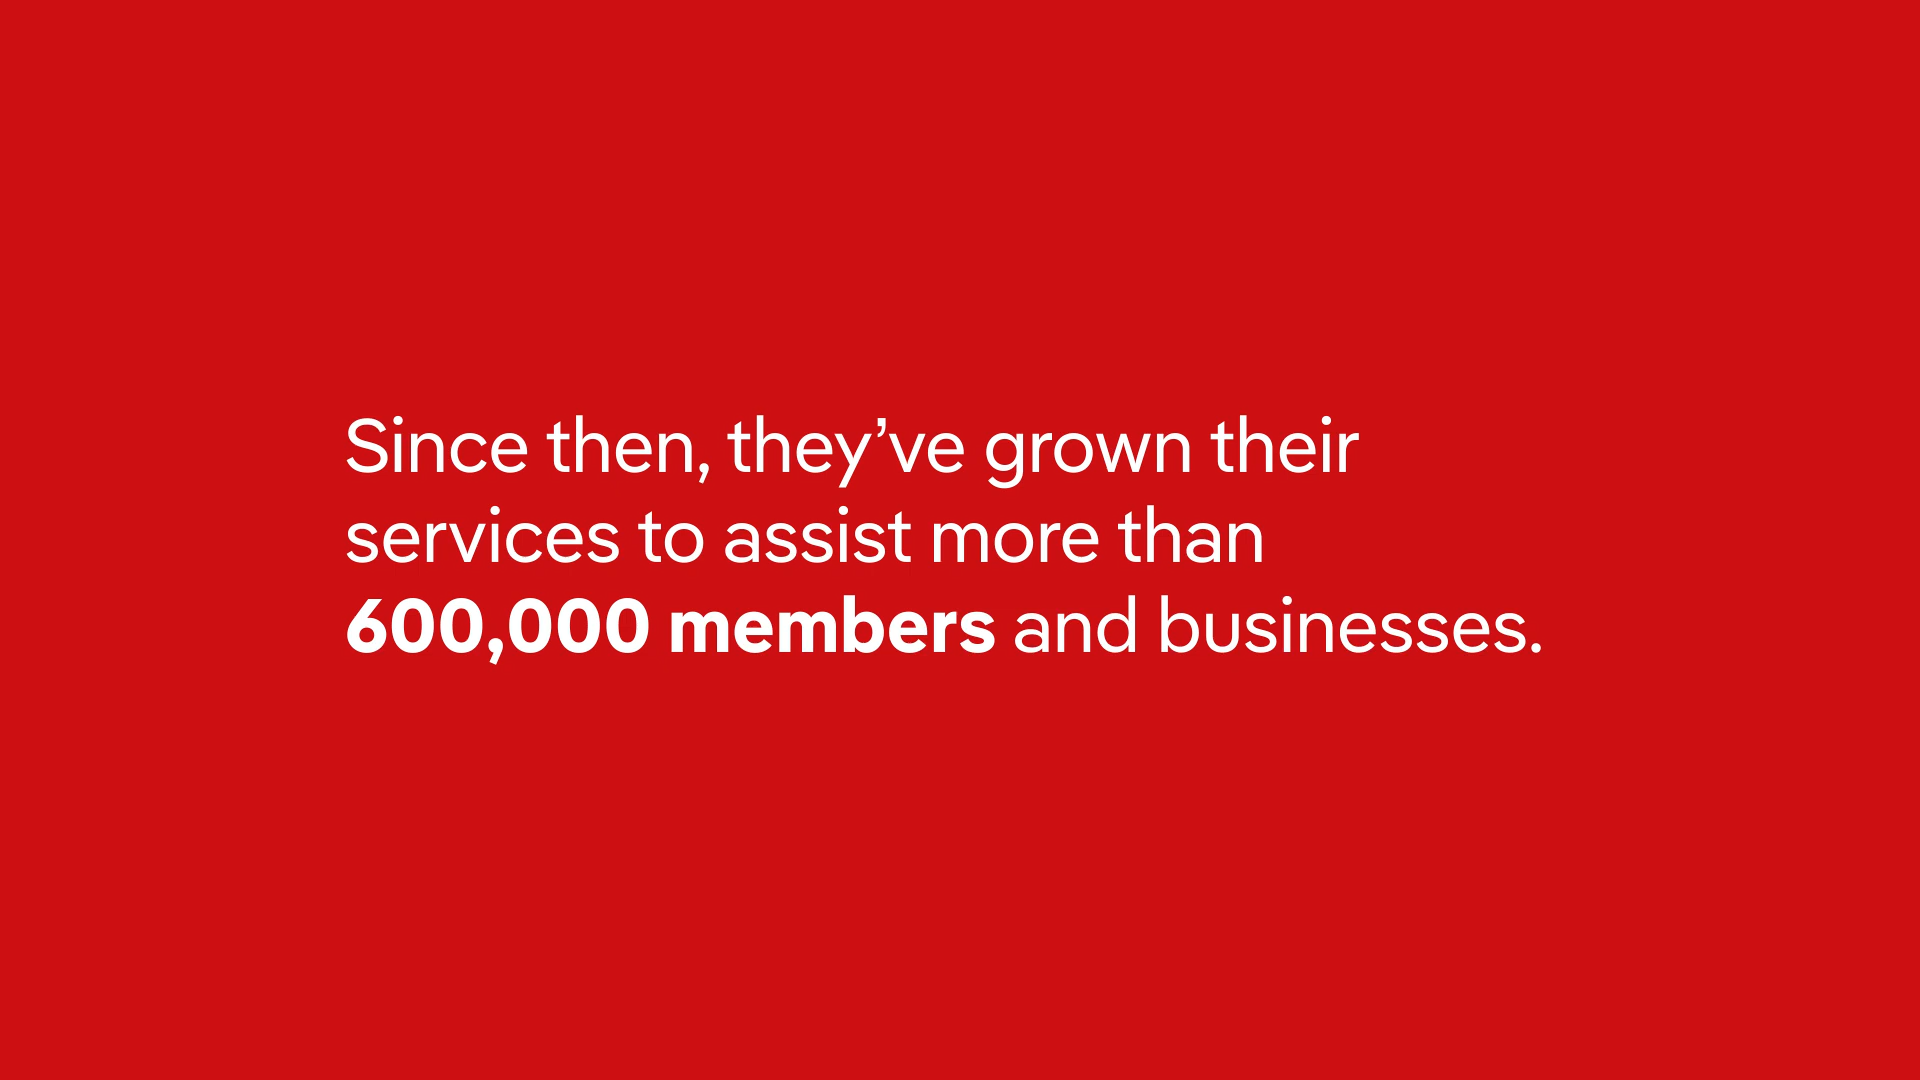 Since then, they’ve grown their
services to assist more than
600,000 members and businesses.